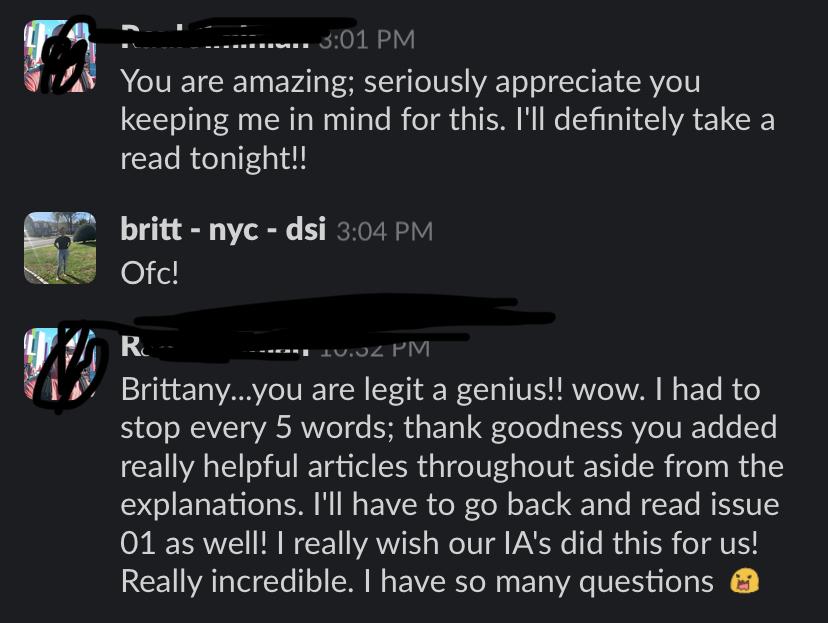 3:01 PM
You are amazing; seriously appreciate you
keeping me in mind for this. I'll definitely take a
read tonight!!
britt - nyc - dsi 3:04 PM
Ofc!
10:32 PM
Brittany...you are legit a genius!! wow. I had to
stop every 5 words; thank goodness you added
really helpful articles throughout aside from the
explanations. I'll have to go back and read issue
01 as well! I really wish our IA's did this for us!
Really incredible. I have so many questions